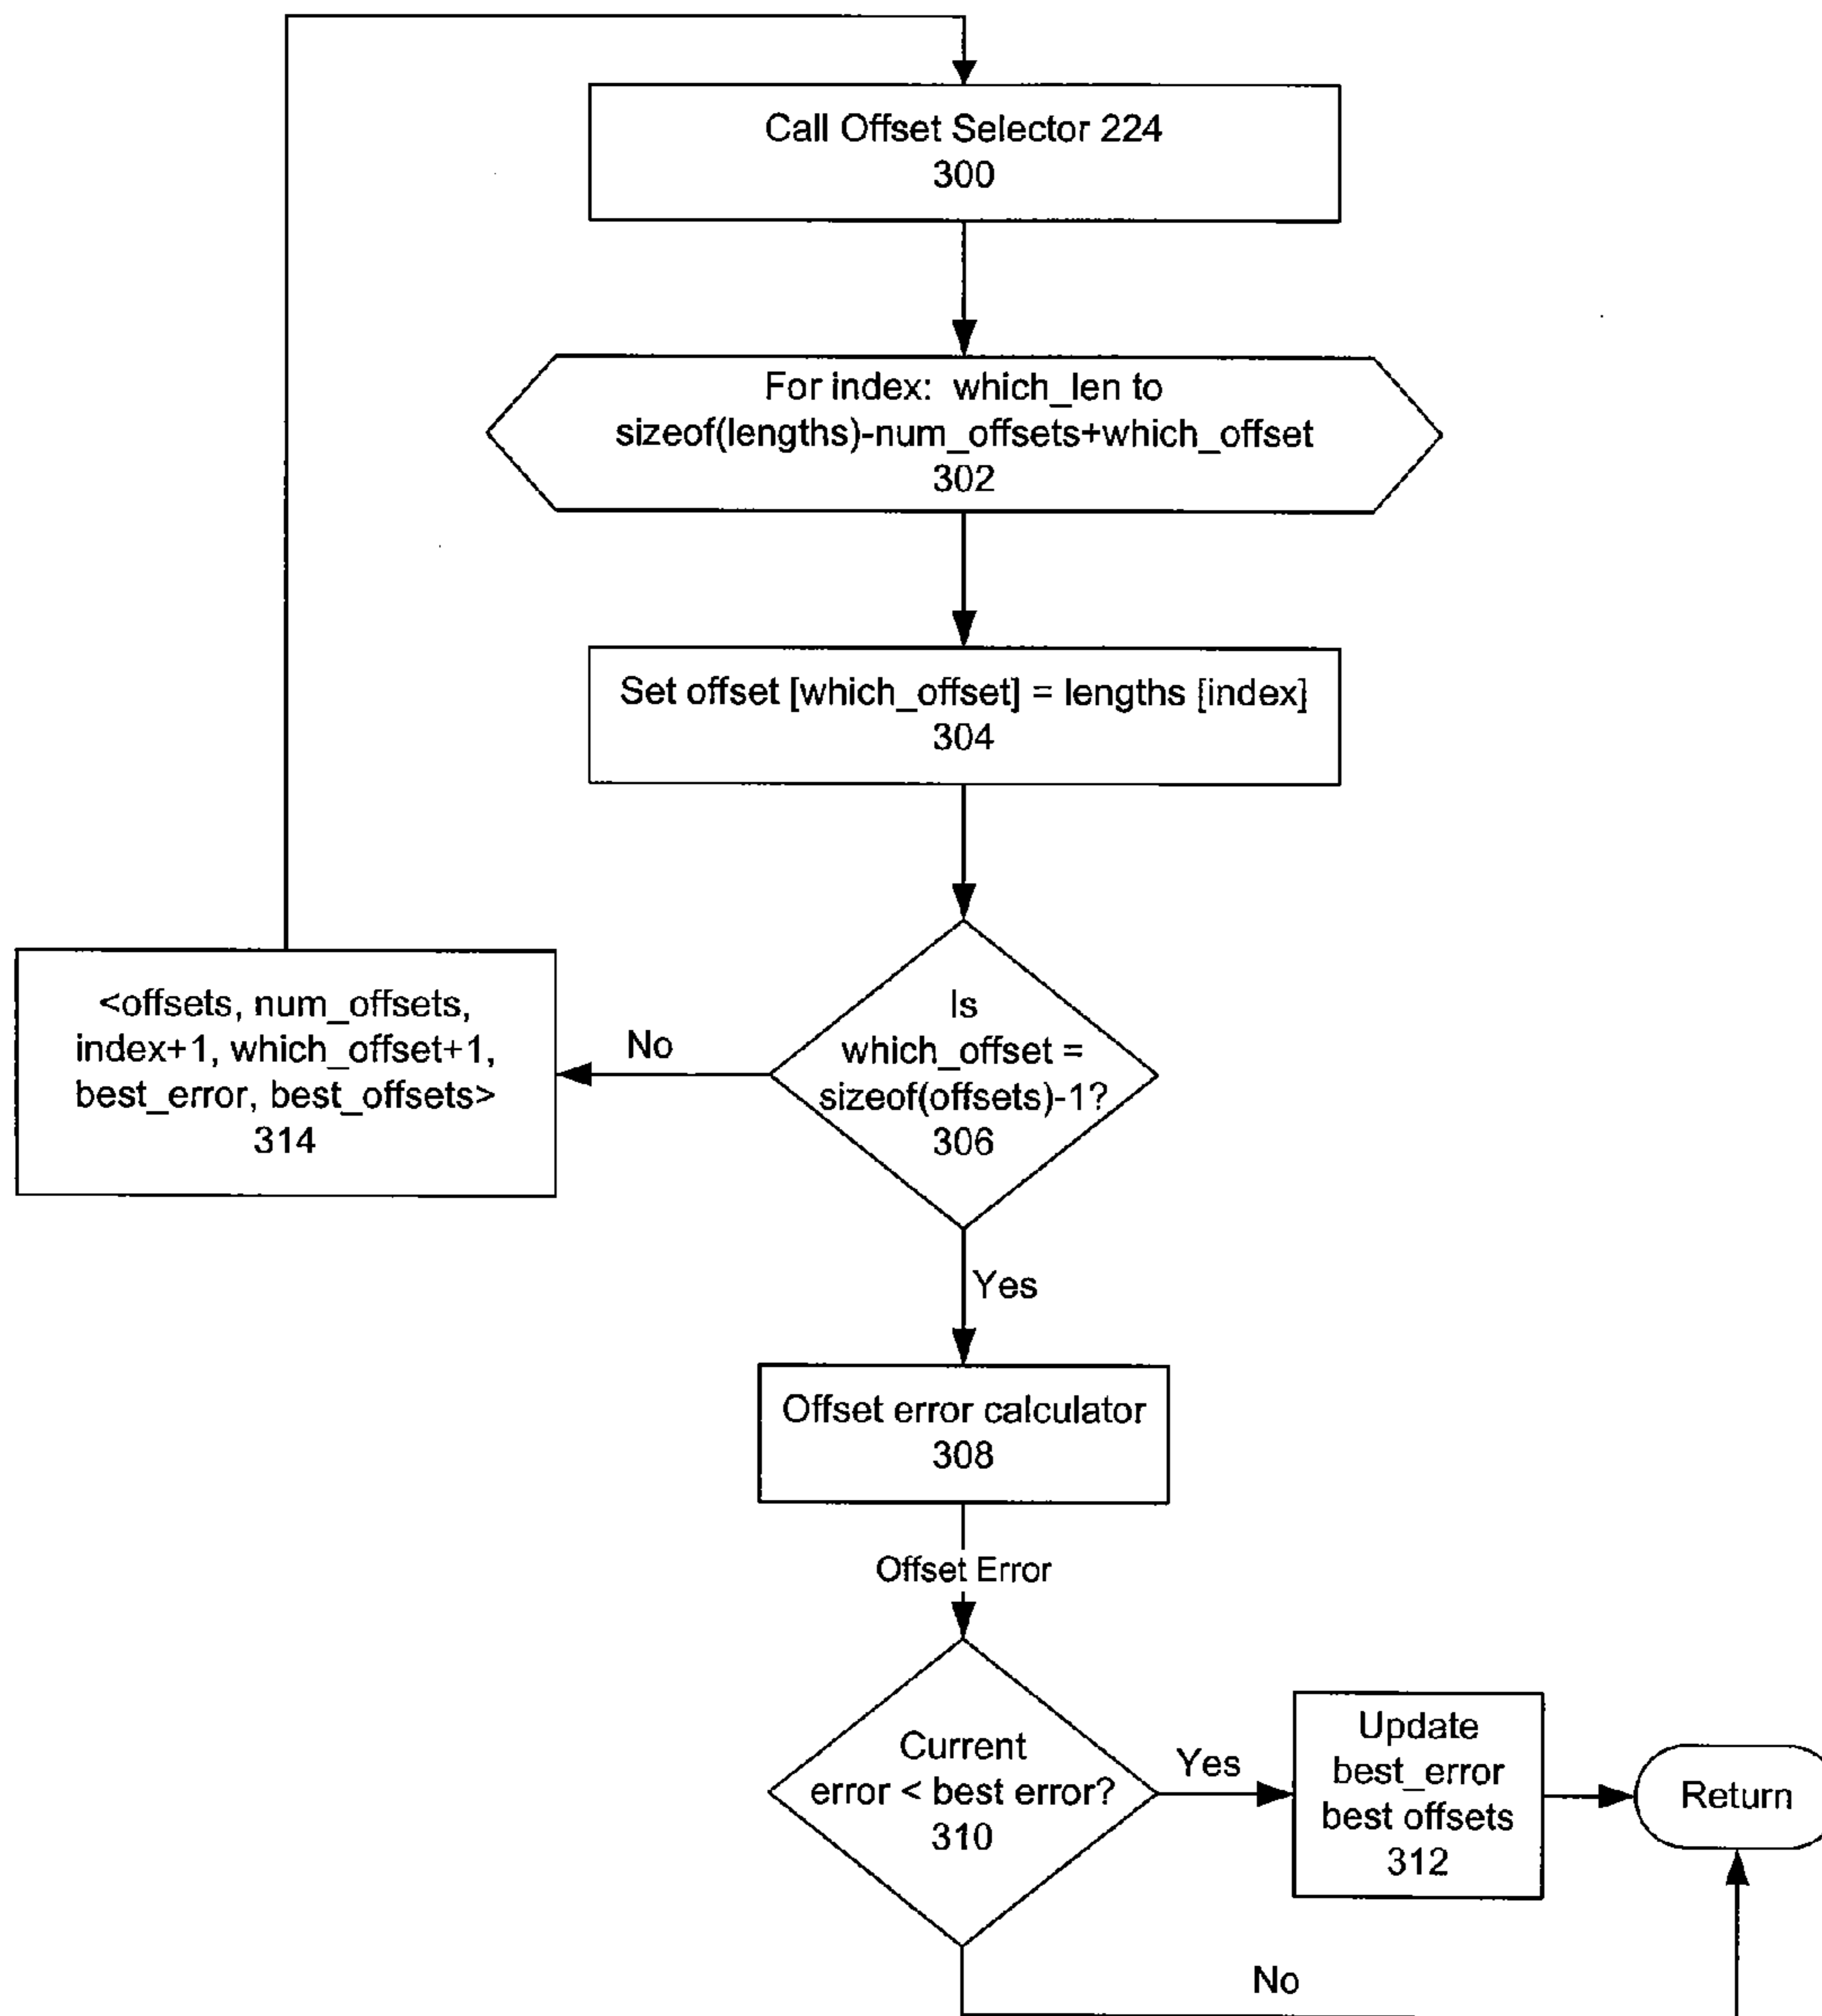 Call Offset Selector 224
300
For index: which_len to
sizeof(lengths)-num_offsets+which_offset
302
Set offset [which_offset] = lengths [index]
304
Is
which_offset =
sizeof(offsets)-1?
306
No
<offsets, num_offsets,
index+1, which_offset+1,
best_error, best_offsets>
314
Yes
Offset error calculator
308
Offset Error
Current
error < best error?
310
Yes
Update
best_error
best offsets
312
Return
No